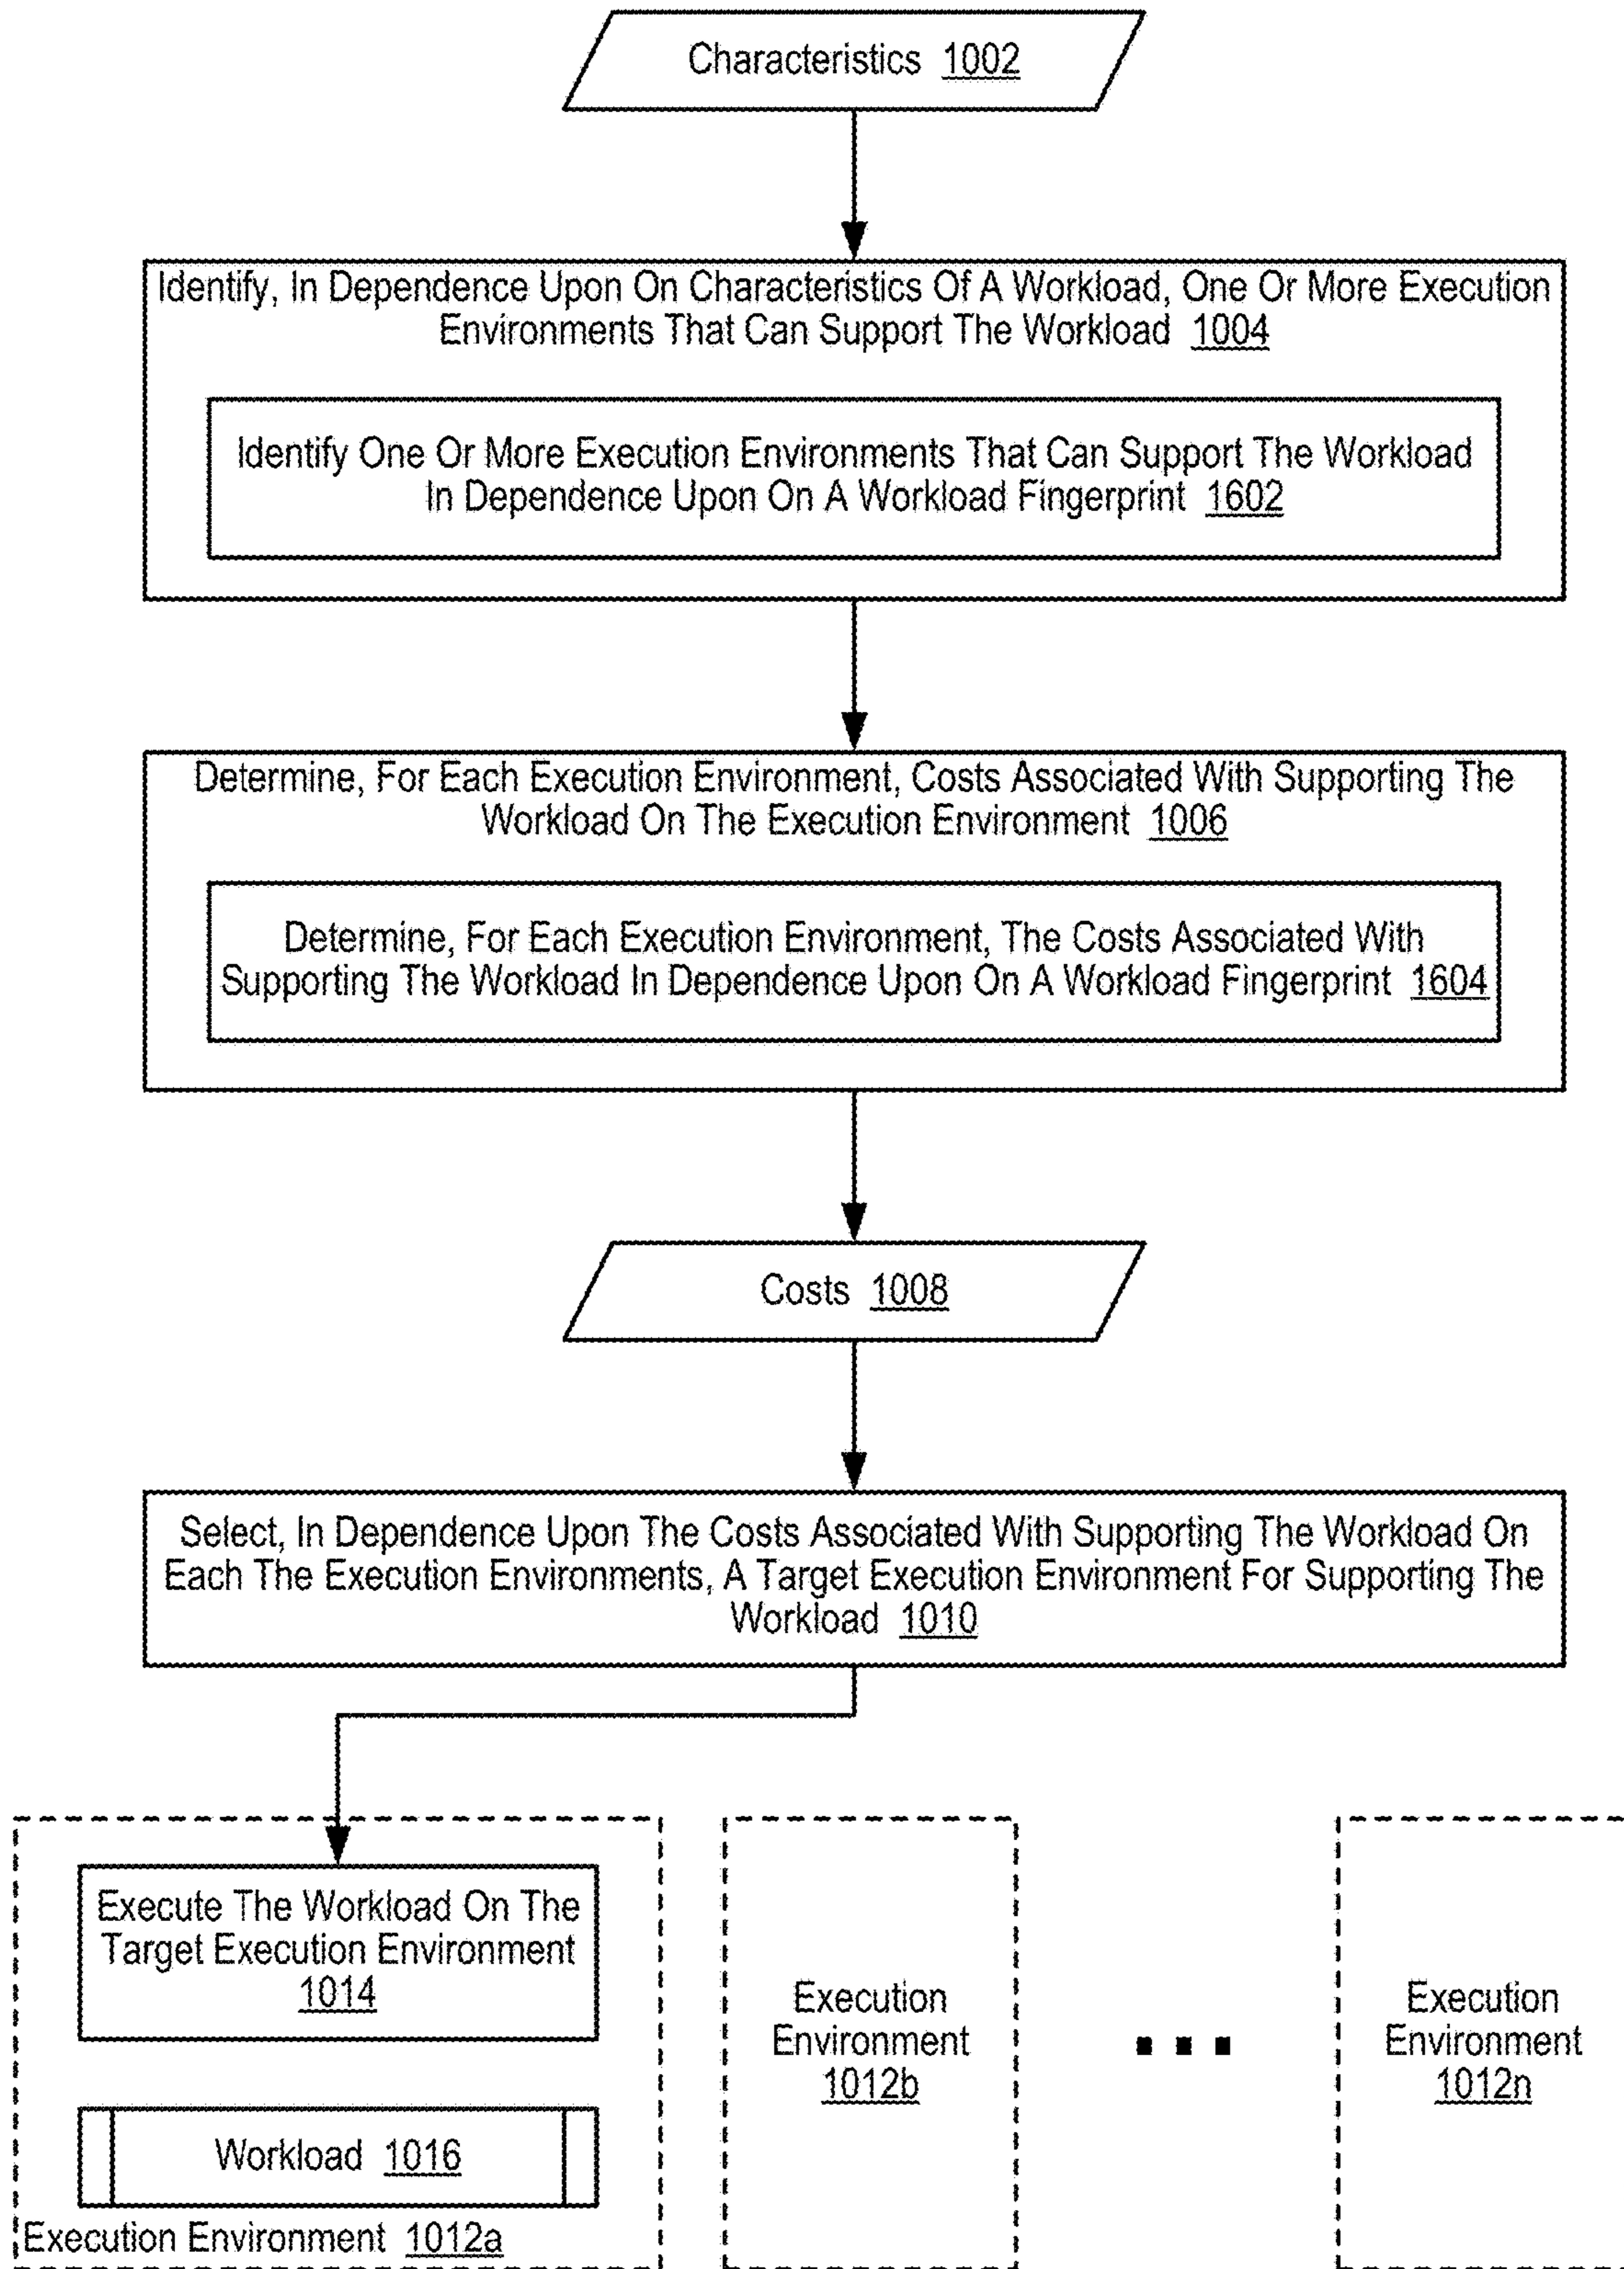 Characteristics 1002
Identify, In Dependence Upon On Characteristics Of A Workload, One Or More Execution
Environments That Can Support The Workload 1004
Identify One Or More Execution Environments That Can Support The Workload
In Dependence Upon On A Workload Fingerprint 1602
Determine, For Each Execution Environment, Costs Associated With Supporting The
Workload On The Execution Environment 1006
Determine, For Each Execution Environment, The Costs Associated With
Supporting The Workload In Dependence Upon On A Workload Fingerprint 1604
Costs 1008
Select, In Dependence Upon The Costs Associated With Supporting The Workload On
Each The Execution Environments, A Target Execution Environment For Supporting The
Workload 1010
Execute The Workload On The
Target Execution Environment
1014
Workload 1016
Execution Environment 1012a
Execution
Environment
1012b
Execution
Environment
1012n